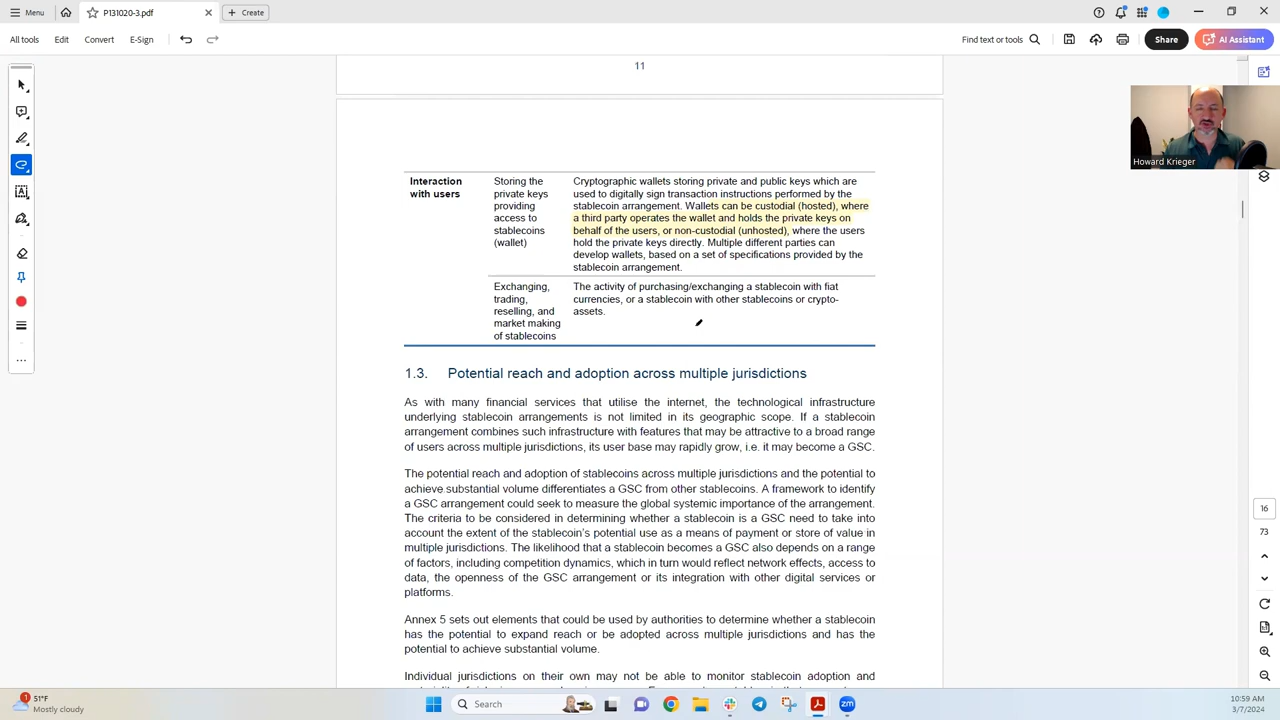 Menu
P131020-3.pdf
Create
All tools
Edit
Convert
E-Sign
Find text or tools
Share
AI Assistant
11
Howard Krieger
Interaction
with users
Storing the
private keys
providing
access to
stablecoins
(wallet)
Cryptographic wallets storing private and public keys which are
used to digitally sign transaction instructions performed by the
stablecoin arrangement. Wallets can be custodial (hosted), where
a third party operates the wallet and holds the private keys on
behalf of the users, or non-custodial (unhosted), where the users
hold the private keys directly. Multiple different parties can
develop wallets, based on a set of specifications provided by the
stablecoin arrangement.
Exchanging,
trading,
reselling, and
market making
of stablecoins
The activity of purchasing/exchanging a stablecoin with fiat
currencies, or a stablecoin with other stablecoins or crypto-
assets.
1.3. Potential reach and adoption across multiple jurisdictions
As with many financial services that utilise the internet, the technological infrastructure
underlying stablecoin arrangements is not limited in its geographic scope. If a stablecoin
arrangement combines such infrastructure with features that may be attractive to a broad range
of users across multiple jurisdictions, its user base may rapidly grow, i.e. it may become a GSC.
The potential reach and adoption of stablecoins across multiple jurisdictions and the potential to
achieve substantial volume differentiates a GSC from other stablecoins. A framework to identify
a GSC arrangement could seek to measure the global systemic importance of the arrangement.
The criteria to be considered in determining whether a stablecoin is a GSC need to take into
account the extent of the stablecoin's potential use as a means of payment or store of value in
multiple jurisdictions. The likelihood that a stablecoin becomes a GSC also depends on a range
of factors, including competition dynamics, which in turn would reflect network effects, access to
data, the openness of the GSC arrangement or its integration with other digital services or
platforms.
Annex 5 sets out elements that could be used by authorities to determine whether a stablecoin
has the potential to expand reach or be adopted across multiple jurisdictions and has the
potential to achieve substantial volume.
Individual jurisdictions on their own may not be able to monitor stablecoin adoption and
16
73
51°F
Mostly cloudy
Search
10:59 AM
3/7/2024